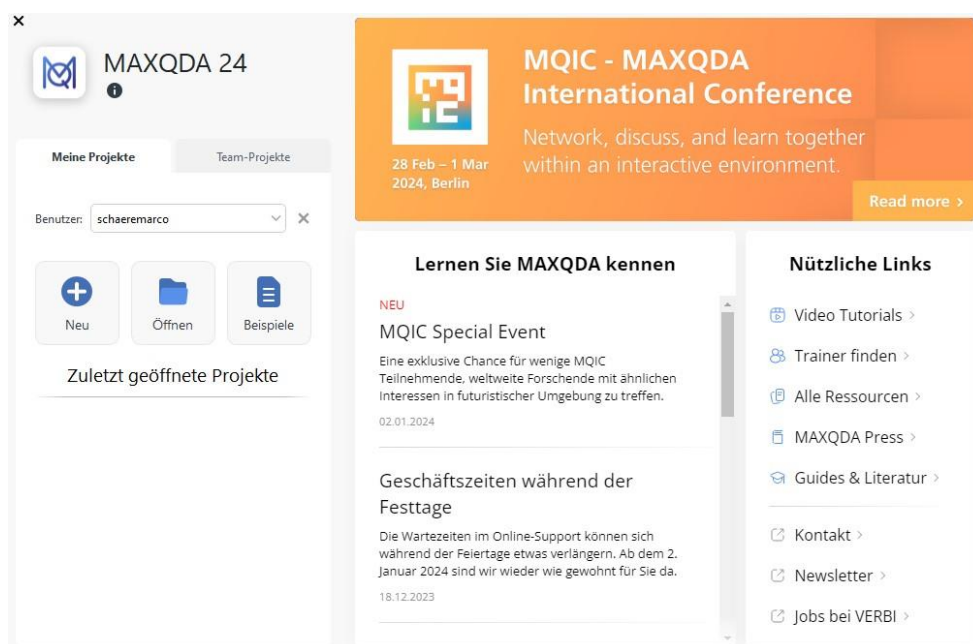 MAXQDA 24
Meine Projekte
Team-Projekte
Benutzer:
schaeremarco
Neu
Öffnen
Beispiele
Zuletzt geöffnete Projekte
28 Feb – 1 Mar
2024, Berlin
MQIC - MAXQDA
International Conference
Network, discuss, and learn together
within an interactive environment.
Read more >
Lernen Sie MAXQDA kennen
NEU
MQIC Special Event
Eine exklusive Chance für wenige MQIC
Teilnehmende, weltweite Forschende mit ähnlichen
Interessen in futuristischer Umgebung zu treffen.
02.01.2024
Geschäftszeiten während der
Festtage
Die Wartezeiten im Online-Support können sich
während der Feiertage etwas verlängern. Ab dem 2.
Januar 2024 sind wir wieder wie gewohnt für Sie da.
18.12.2023
Nützliche Links
Video Tutorials >
Trainer finden >
Alle Ressourcen >
MAXQDA Press >
Guides & Literatur >
Kontakt >
Newsletter >
Jobs bei VERBI >